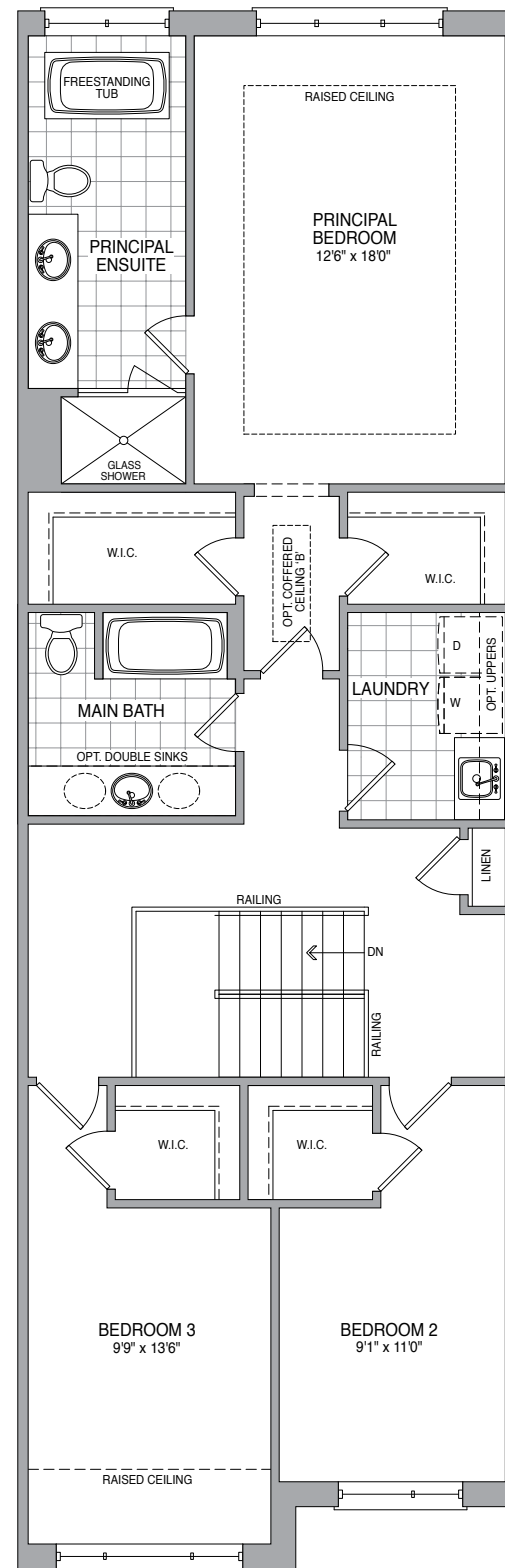 FREESTANDING
TUB
RAISED CEILING
PRINCIPAL
BEDROOM
12'6" x 18'0"
PRINCIPAL
ENSUITE
GLASS
SHOWER
W.I.C.
OPT. COFFERED
CEILING 'B'
W.I.C.
MAIN BATH
OPT. DOUBLE SINKS
LAUNDRY
D
W
OPT. UPPERS
LINEN
RAILING
DN
RAILING
W.I.C.
W.I.C.
BEDROOM 3
9'9" x 13'6"
BEDROOM 2
9'1" x 11'0"
RAISED CEILING